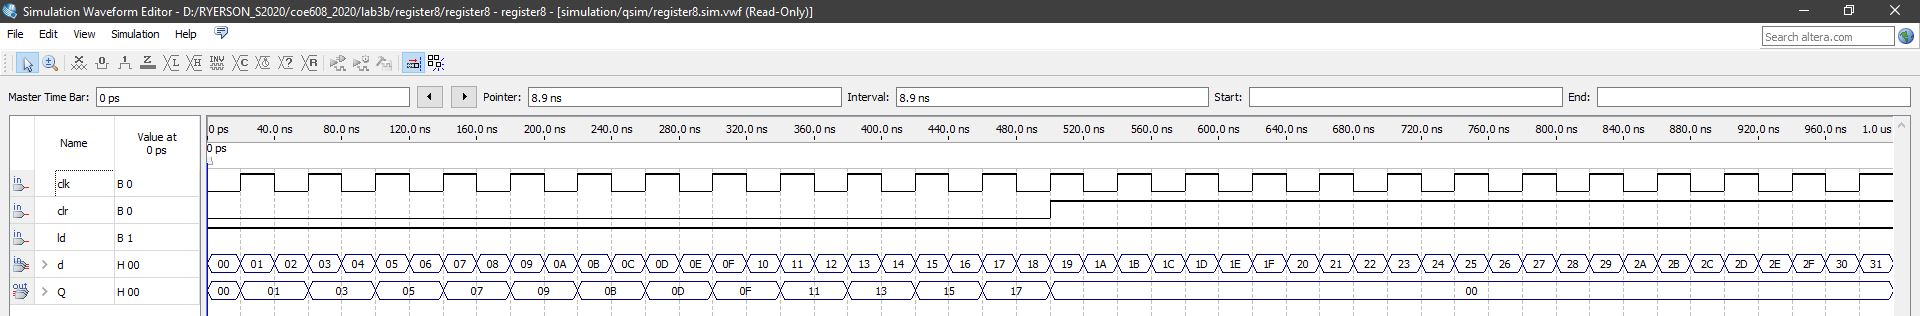 Simulation Waveform Editor - D:/RYERSON_S2020/coe608_2020/lab3b/register8/register8 - register8 - [simulation/qsim/register8.sim.vwf (Read-Only)]
File Edit View Simulation Help
Search altera.com
Master Time Bar: 0 ps Pointer: 8.9 ns Interval: 8.9 ns Start: End:
Name Value at 0 ps
0 ps 40.0 ns 80.0 ns 120.0 ns 160.0 ns 200.0 ns 240.0 ns 280.0 ns 320.0 ns 360.0 ns 400.0 ns 440.0 ns 480.0 ns 520.0 ns 560.0 ns 600.0 ns 640.0 ns 680.0 ns 720.0 ns 760.0 ns 800.0 ns 840.0 ns 880.0 ns 920.0 ns 960.0 ns 1.0 us
0 ps
in clk B 0
in clr B 0
in ld B 1
in > d H 00 00 01 02 03 04 05 06 07 08 09 0A 0B 0C 0D 0E 0F 10 11 12 13 14 15 16 17 18 19 1A 1B 1C 1D 1E 1F 20 21 22 23 24 25 26 27 28 29 2A 2B 2C 2D 2E 2F 30 31
out > Q H 00 00 01 03 05 07 09 0B 0D 0F 11 13 15 17 00